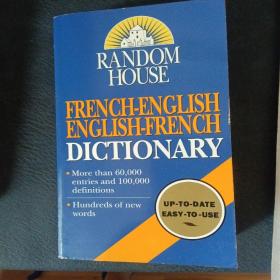 RANDOM
HOUSE
FRENCH-ENGLISH
ENGLISH-FRENCH
DICTIONARY
• More than 60,000
entries and 100,000
definitions
• Hundreds of new
words
UP-TO-DATE
EASY-TO-USE